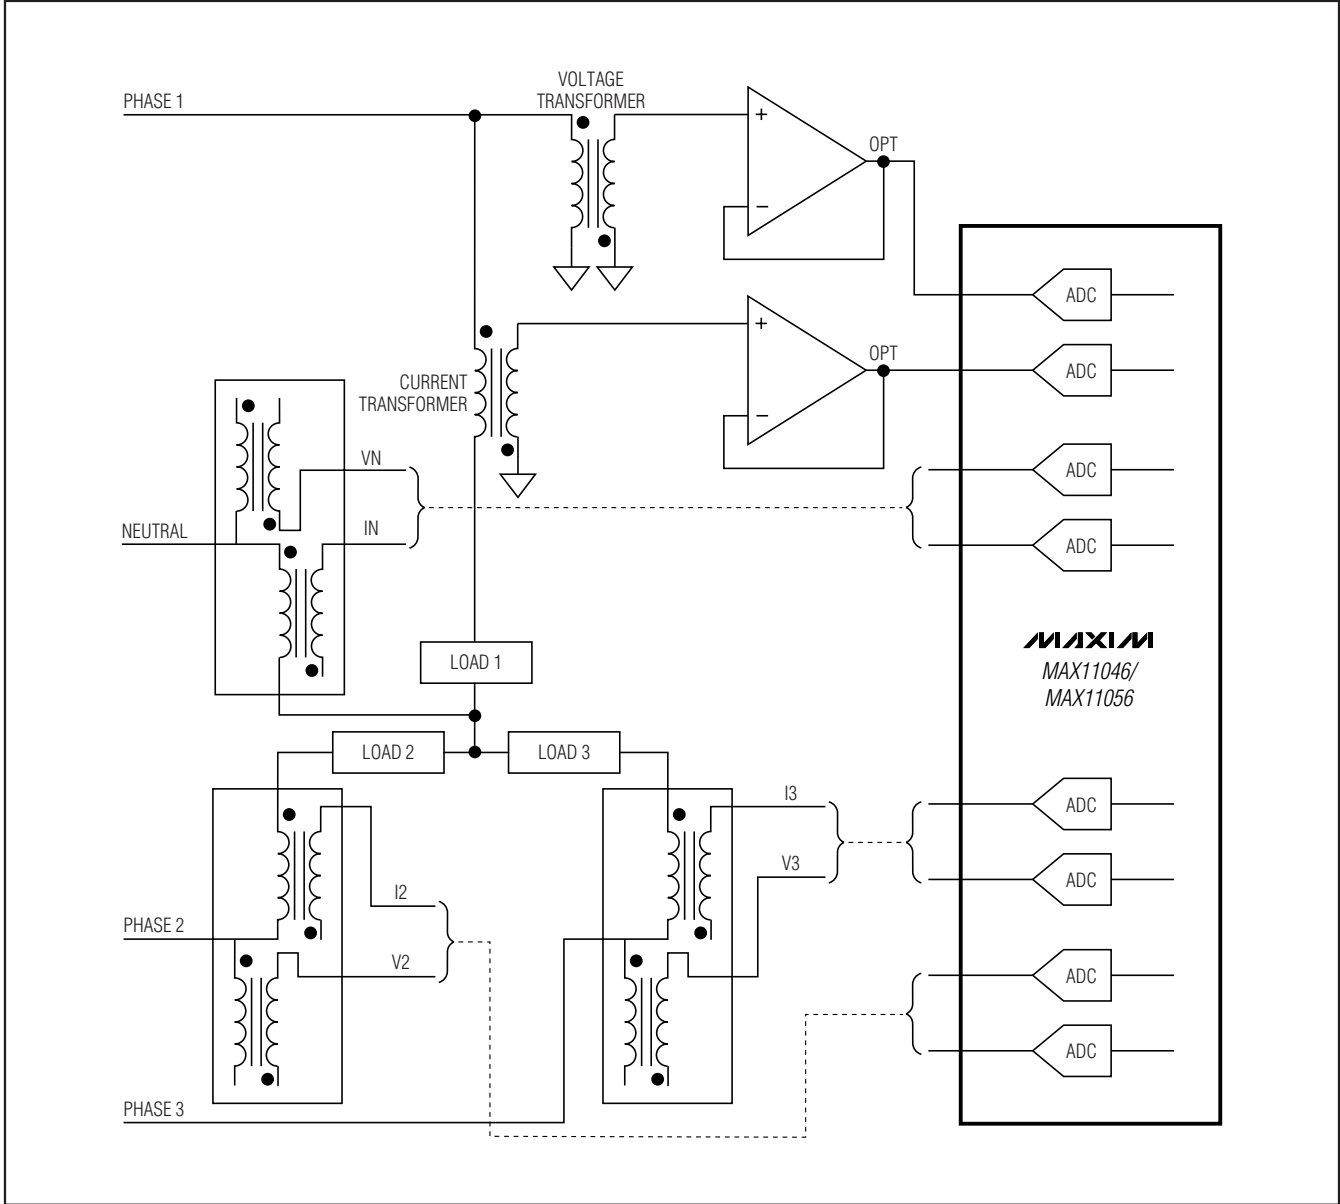 VOLTAGE
TRANSFORMER
PHASE 1
+
OPT
−
ADC
+
OPT
ADC
CURRENT
TRANSFORMER
−
VN
ADC
NEUTRAL
IN
ADC
LOAD 1
MAXIM
MAX11046/
MAX11056
LOAD 2
LOAD 3
I3
ADC
V3
ADC
I2
PHASE 2
V2
ADC
ADC
PHASE 3